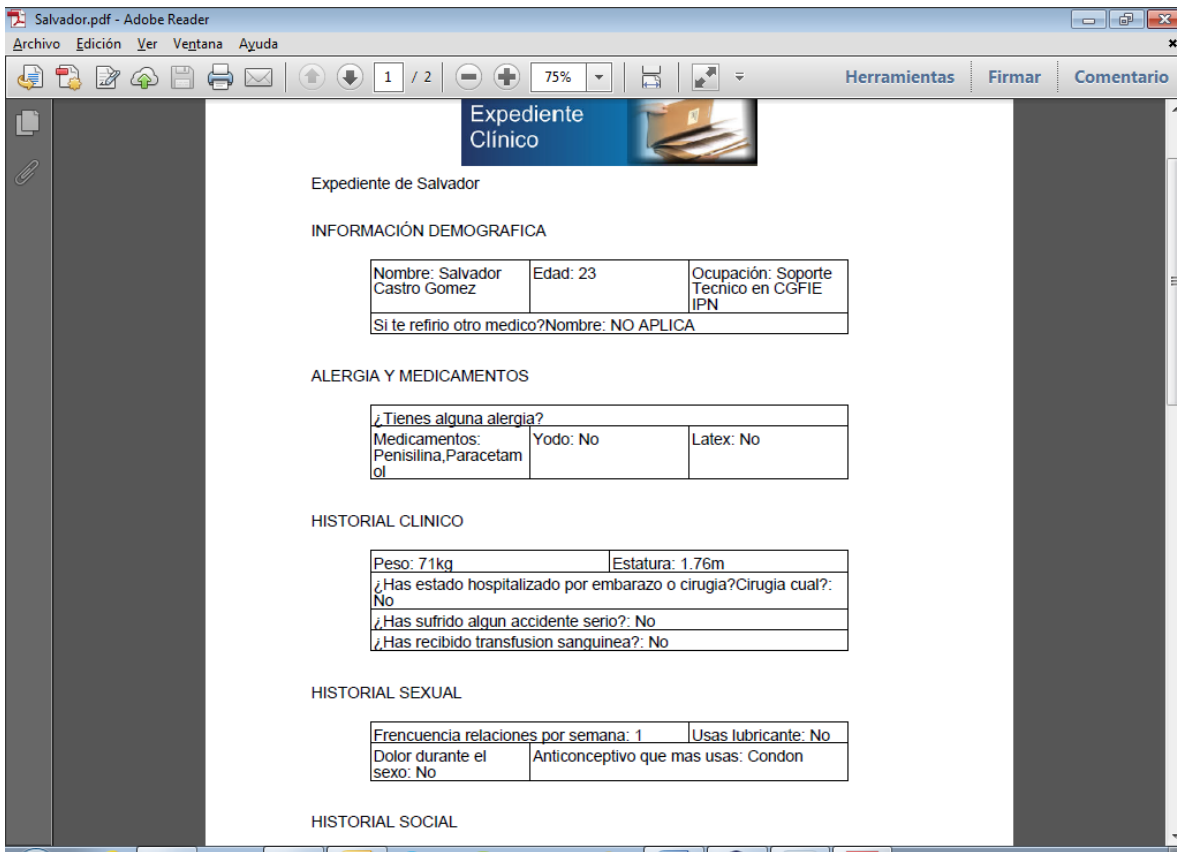 Salvador.pdf - Adobe Reader
Archivo Edición Ver Ventana Ayuda
1 / 2 75% Herramientas Firmar Comentario
Expediente
Clínico
Expediente de Salvador
INFORMACIÓN DEMOGRAFICA
Nombre: Salvador
Castro Gomez
Edad: 23
Ocupación: Soporte
Tecnico en CGFIE
IPN
Si te refirio otro medico?Nombre: NO APLICA
ALERGIA Y MEDICAMENTOS
¿Tienes alguna alergia?
Medicamentos:
Penisilina,Paracetam
ol
Yodo: No
Latex: No
HISTORIAL CLINICO
Peso: 71kg
Estatura: 1.76m
¿Has estado hospitalizado por embarazo o cirugia?Cirugia cual?:
No
¿Has sufrido algun accidente serio?: No
¿Has recibido transfusion sanguinea?: No
HISTORIAL SEXUAL
Frencuencia relaciones por semana: 1
Usas lubricante: No
Dolor durante el
sexo: No
Anticonceptivo que mas usas: Condon
HISTORIAL SOCIAL